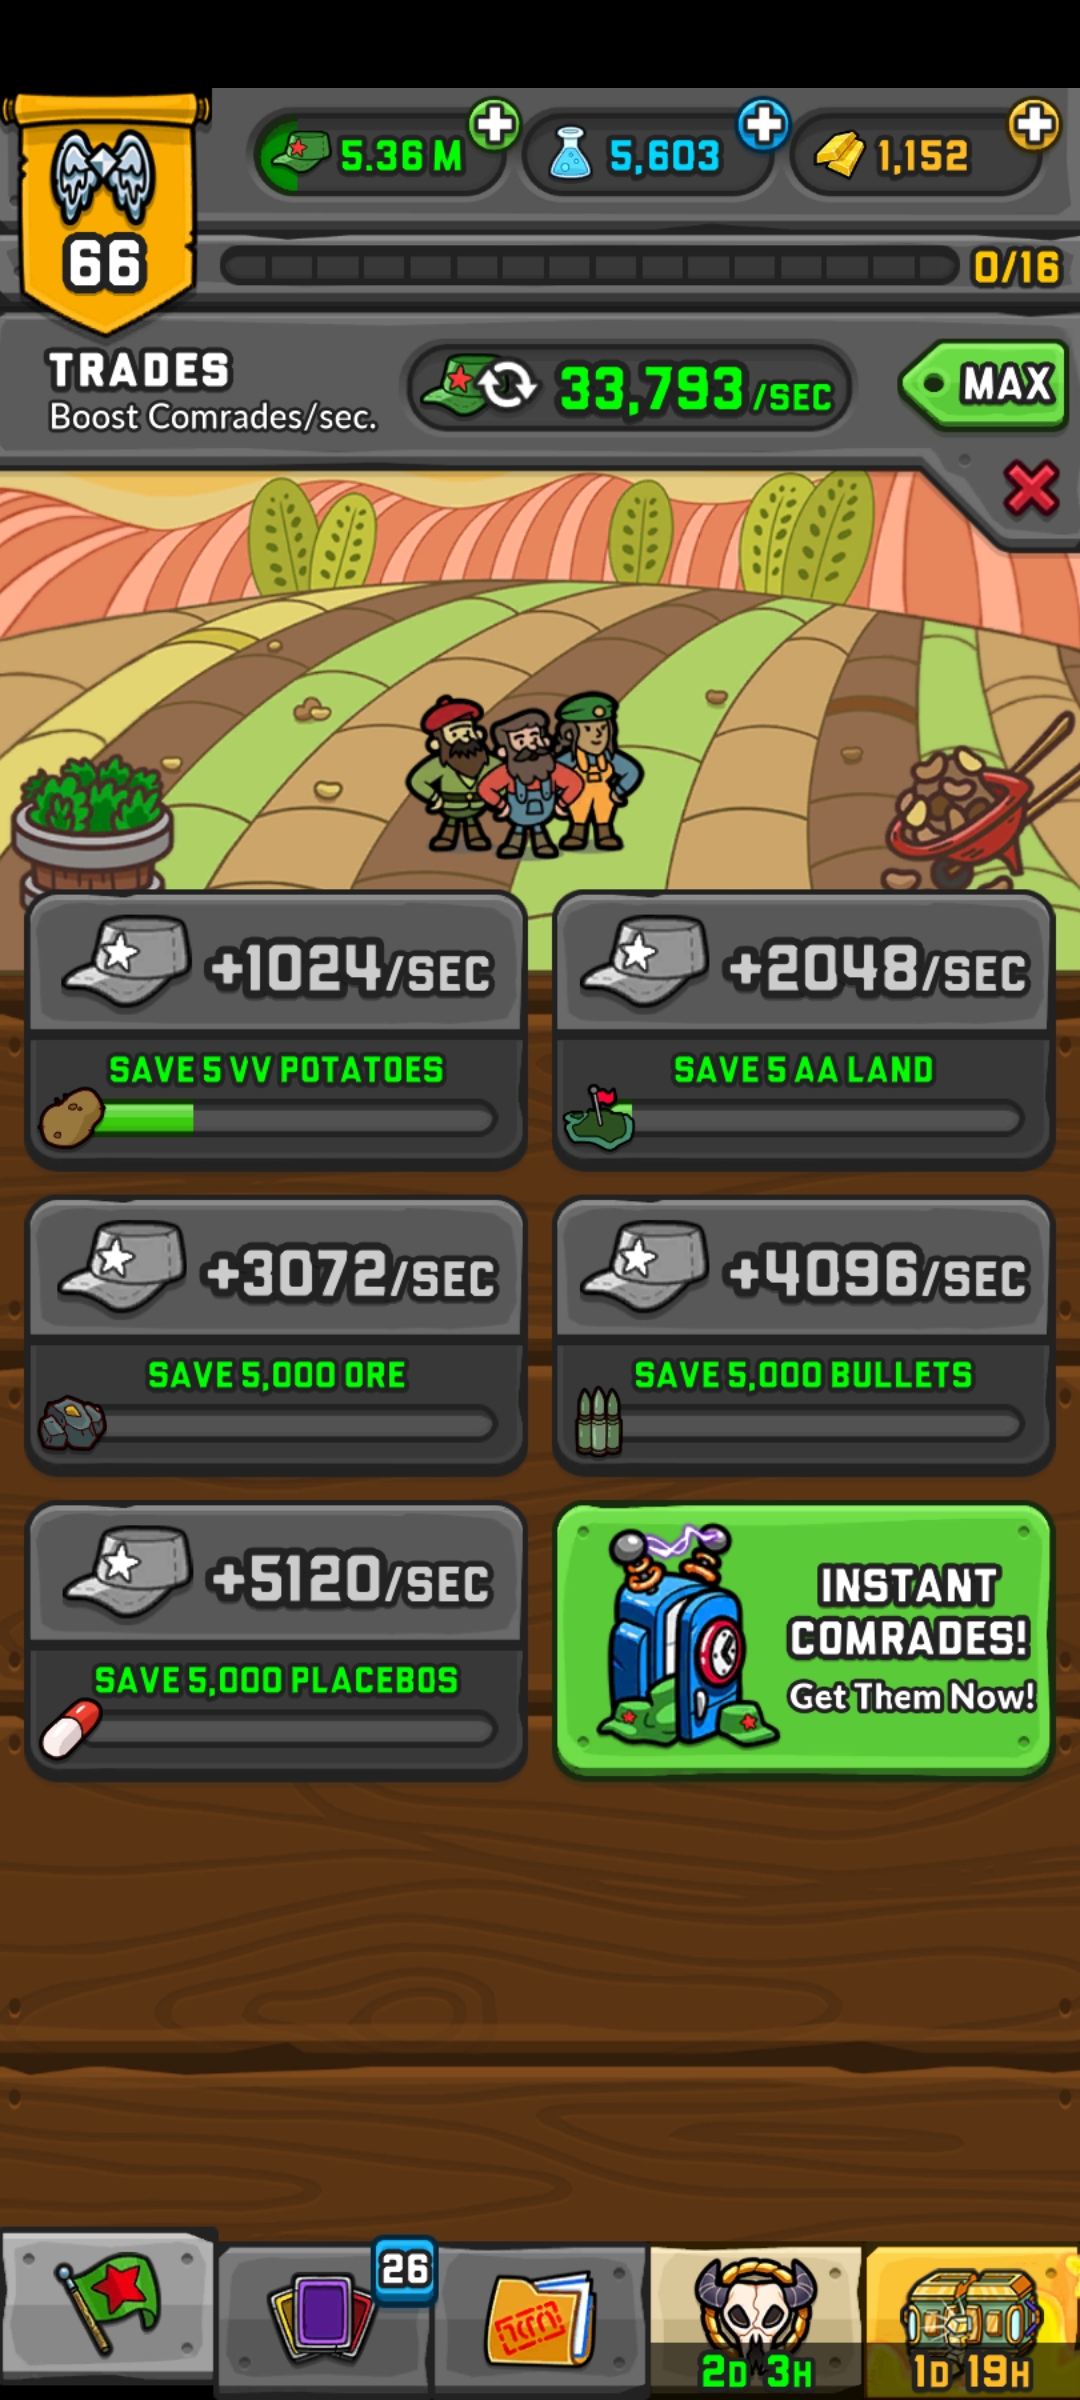 5.36 M
5,603
1,152
66
0/16
TRADES
Boost Comrades/sec.
33,793/SEC
MAX
+1024/SEC
SAVE 5 VV POTATOES
+2048/SEC
SAVE 5 AA LAND
+3072/SEC
SAVE 5,000 ORE
+4096/SEC
SAVE 5,000 BULLETS
+5120/SEC
SAVE 5,000 PLACEBOS
INSTANT
COMRADES!
Get Them Now!
26
2D 3H
1D 19H